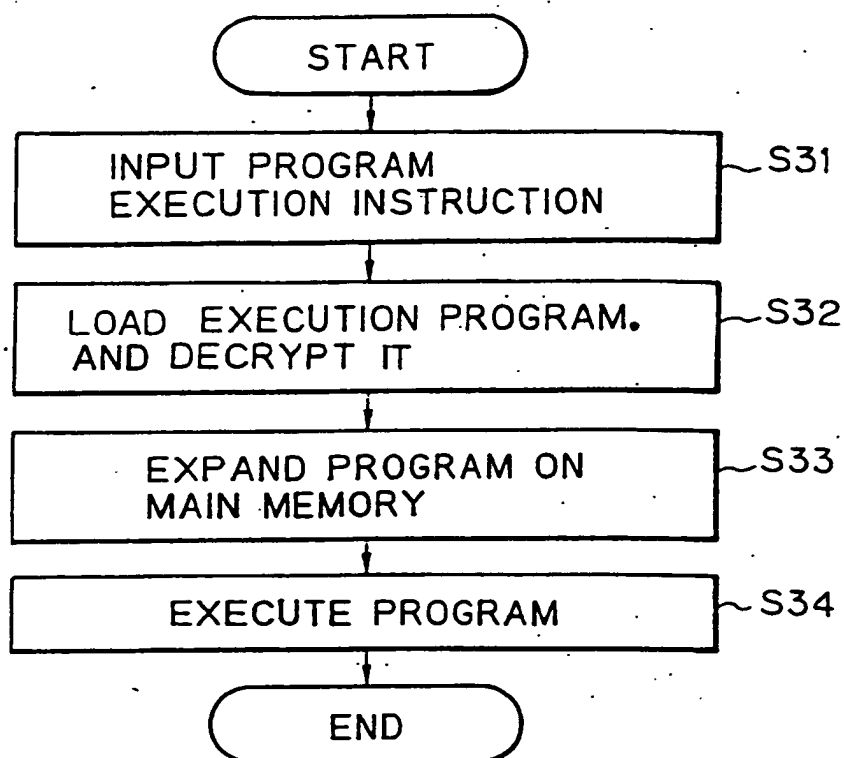 START
INPUT PROGRAM
EXECUTION INSTRUCTION
S31
LOAD EXECUTION PROGRAM.
AND DECRYPT IT
S32
EXPAND PROGRAM ON
MAIN MEMORY
S33
EXECUTE PROGRAM
S34
END